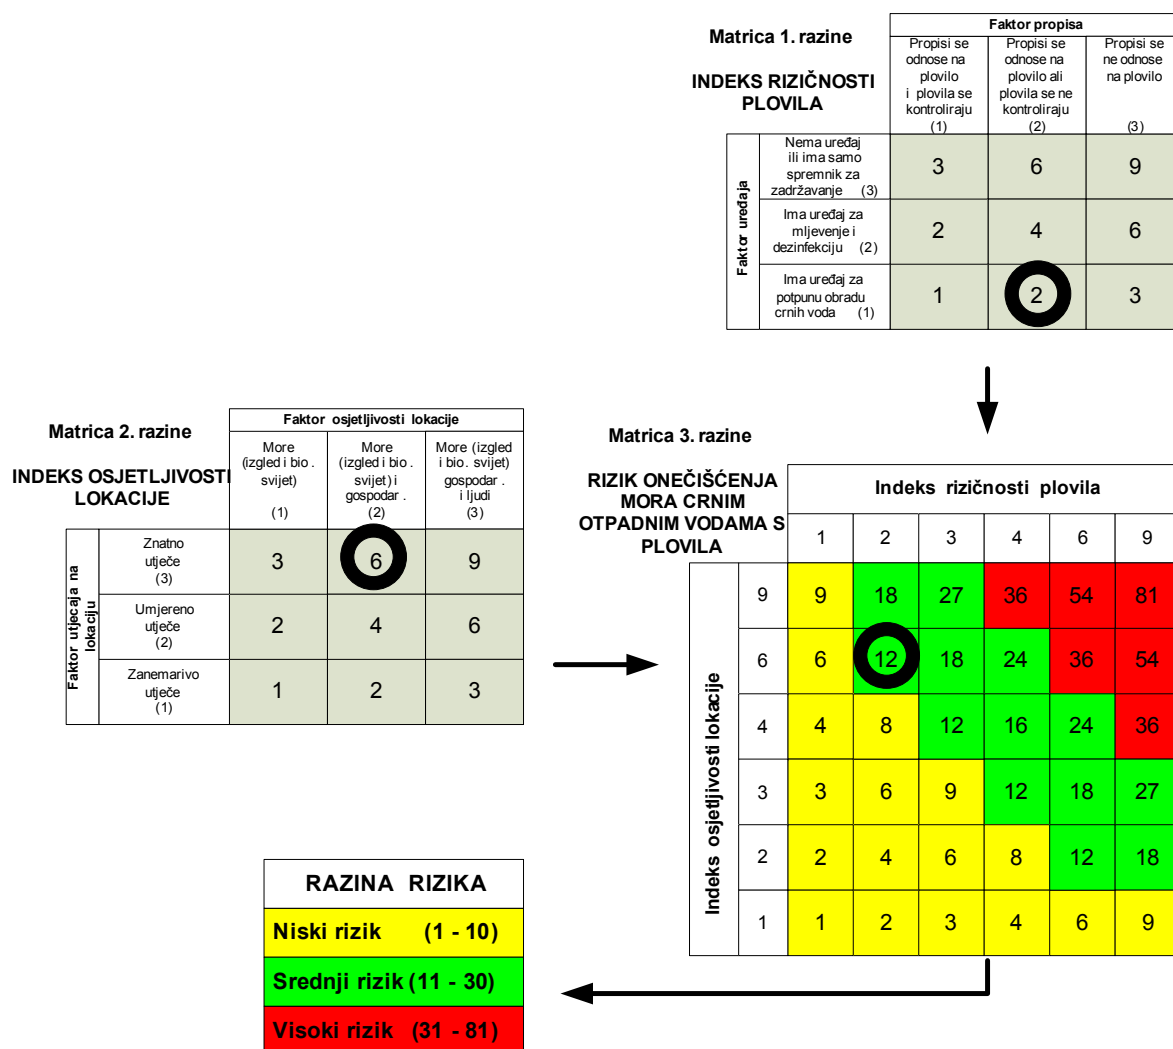 Matrica 1. razine
INDEKS RIZIČNOSTI
PLOVILA
Faktor propisa
Propisi se
odnose na
plovilo
i plovila se
kontroliraju
(1)
Propisi se
odnose na
plovilo ali
plovila se ne
kontroliraju
(2)
Propisi se
ne odnose
na plovilo
(3)
Faktor uređaja
Nema uređaj
ili ima samo
spremnik za
zadržavanje (3)
3 6 9
Ima uređaj za
mljevenje i
dezinfekciju (2)
2 4 6
Ima uređaj za
potpunu obradu
crnih voda (1)
1 2 3
Matrica 2. razine
INDEKS OSJETLJIVOSTI
LOKACIJE
Faktor osjetljivosti lokacije
More
(izgled i bio.
svijet)
(1)
More
(izgled i bio.
svijet) i
gospodar.
(2)
More (izgled
i bio. svijet)
gospodar.
i ljudi
(3)
Faktor utjecaja na
lokaciju
Znatno
utječe
(3)
3 6 9
Umjereno
utječe
(2)
2 4 6
Zanemarivo
utječe
(1)
1 2 3
Matrica 3. razine
RIZIK ONEČIŠĆENJA
MORA CRNIM
OTPADNIM VODAMA S
PLOVILA
Indeks rizičnosti plovila
1 2 3 4 6 9
Indeks osjetljivosti lokacije
9 9 18 27 36 54 81
6 6 12 18 24 36 54
4 4 8 12 16 24 36
3 3 6 9 12 18 27
2 2 4 6 8 12 18
1 1 2 3 4 6 9
RAZINA RIZIKA
Niski rizik (1 - 10)
Srednji rizik (11 - 30)
Visoki rizik (31 - 81)